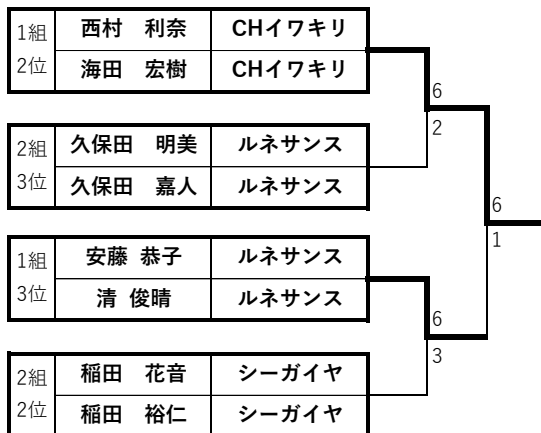 1組
2位
西村 利奈 CHイワキリ
海田 宏樹 CHイワキリ
6
2
2組
3位
久保田 明美 ルネサンス
久保田 嘉人 ルネサンス
6
1
1組
3位
安藤 恭子 ルネサンス
清 俊晴 ルネサンス
6
3
2組
2位
稲田 花音 シーガイヤ
稲田 裕仁 シーガイヤ